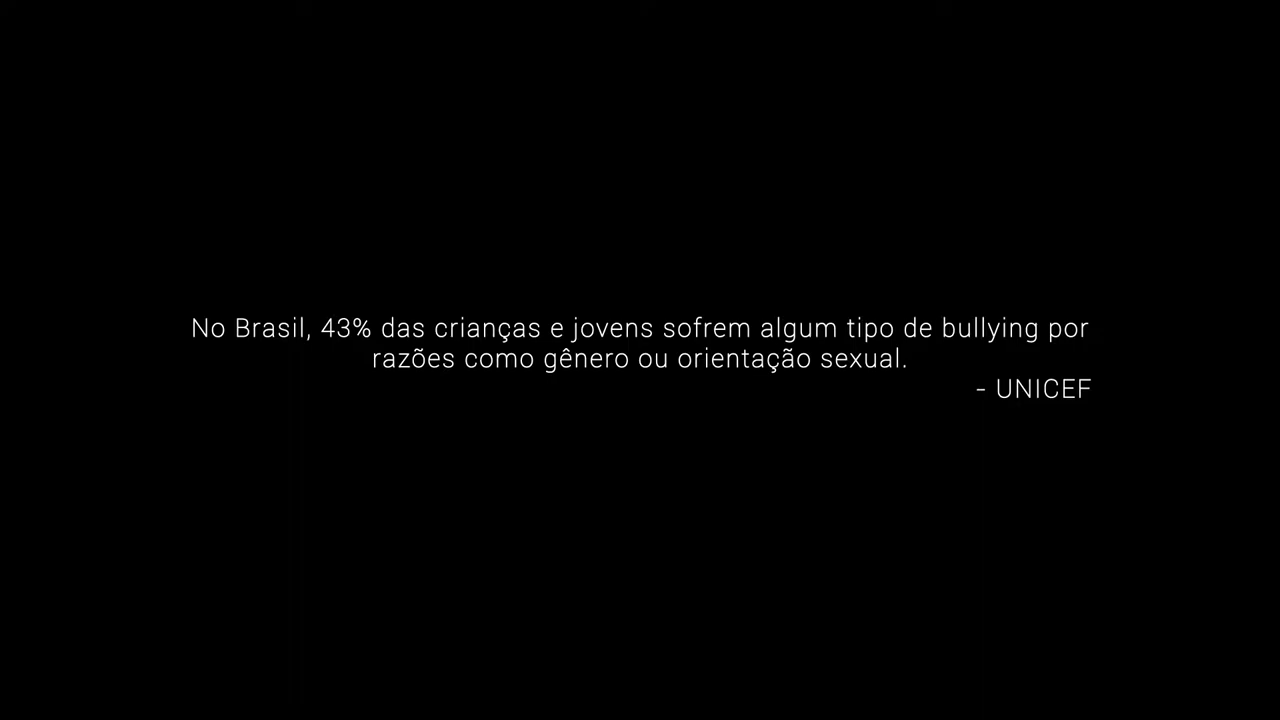 No Brasil, 43% das crianças e jovens sofrem algum tipo de bullying por
razões como gênero ou orientação sexual.
- UNICEF